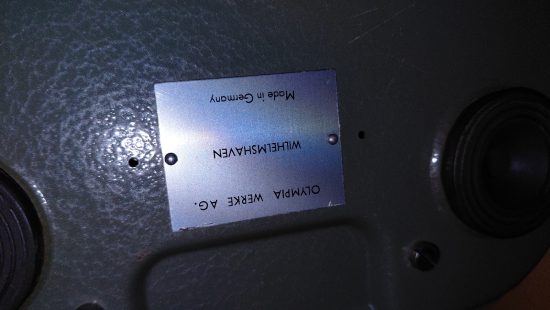 OLYMPIA WERKE AG.
WILHELMSHAVEN
Made in Germany